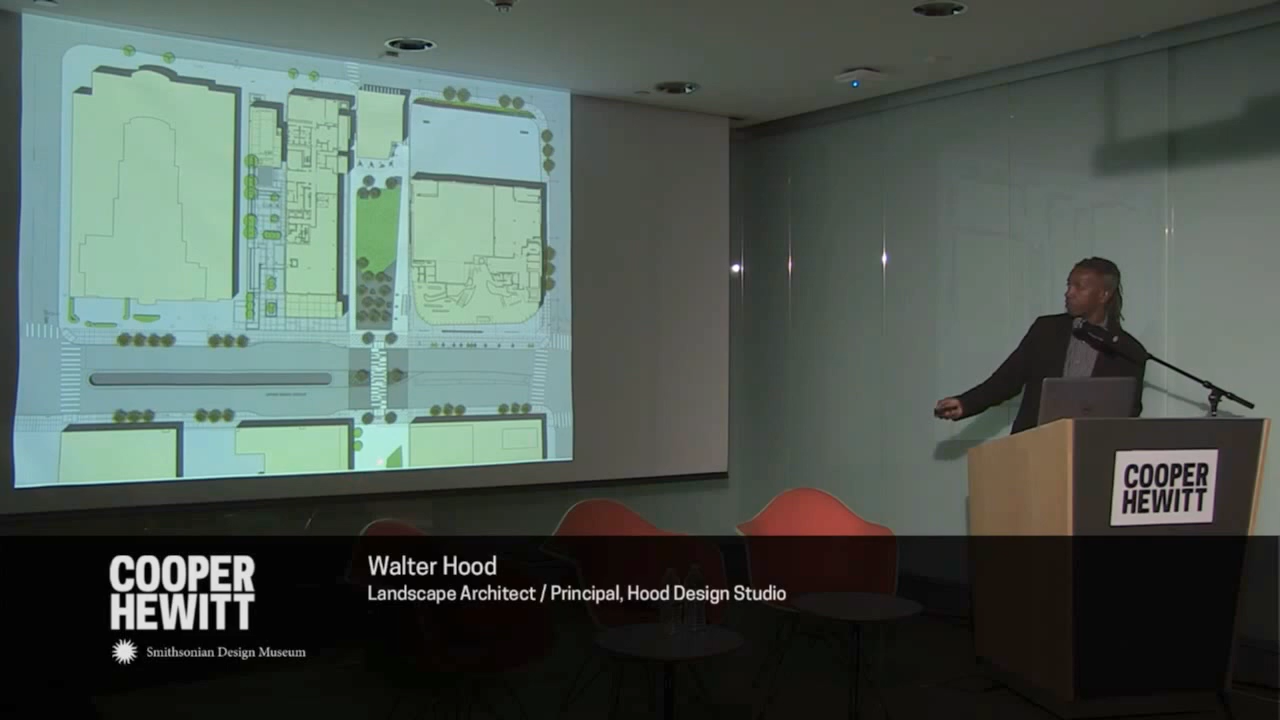 COOPER
HEWITT
COOPER
HEWITT
Smithsonian Design Museum
Walter Hood
Landscape Architect / Principal, Hood Design Studio